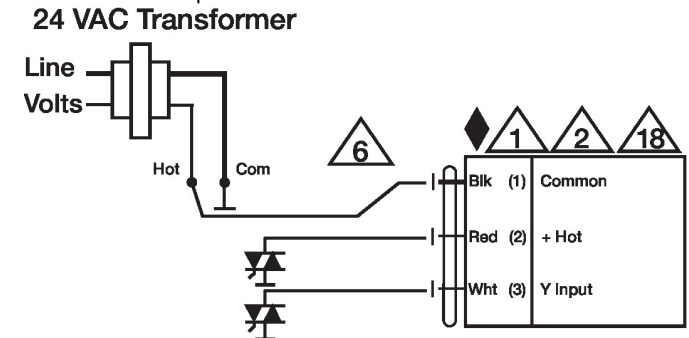 24 VAC Transformer
Line
Volts
Hot
Com
6
1
2
18
Blk (1) Common
Red (2) + Hot
Wht (3) Y Input